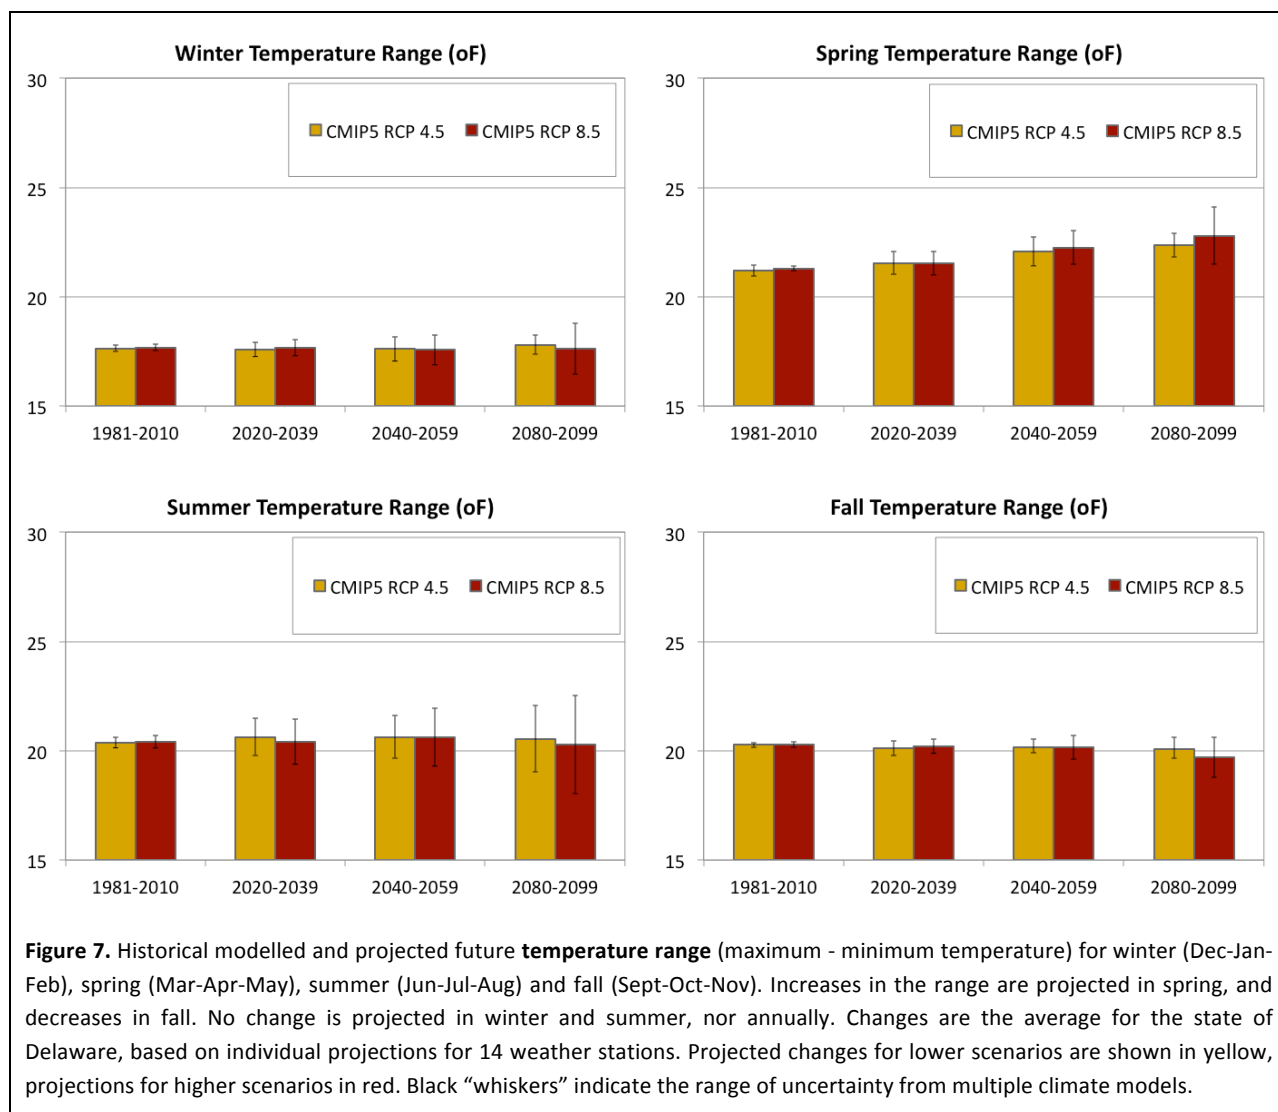 Winter Temperature Range (oF)
30
25
20
15
CMIP5 RCP 4.5 CMIP5 RCP 8.5
1981-2010 2020-2039 2040-2059 2080-2099
Spring Temperature Range (oF)
30
25
20
15
CMIP5 RCP 4.5 CMIP5 RCP 8.5
1981-2010 2020-2039 2040-2059 2080-2099
Summer Temperature Range (oF)
30
25
20
15
CMIP5 RCP 4.5 CMIP5 RCP 8.5
1981-2010 2020-2039 2040-2059 2080-2099
Fall Temperature Range (oF)
30
25
20
15
CMIP5 RCP 4.5 CMIP5 RCP 8.5
1981-2010 2020-2039 2040-2059 2080-2099
Figure 7. Historical modelled and projected future temperature range (maximum - minimum temperature) for winter (Dec-Jan-
Feb), spring (Mar-Apr-May), summer (Jun-Jul-Aug) and fall (Sept-Oct-Nov). Increases in the range are projected in spring, and
decreases in fall. No change is projected in winter and summer, nor annually. Changes are the average for the state of
Delaware, based on individual projections for 14 weather stations. Projected changes for lower scenarios are shown in yellow,
projections for higher scenarios in red. Black “whiskers” indicate the range of uncertainty from multiple climate models.